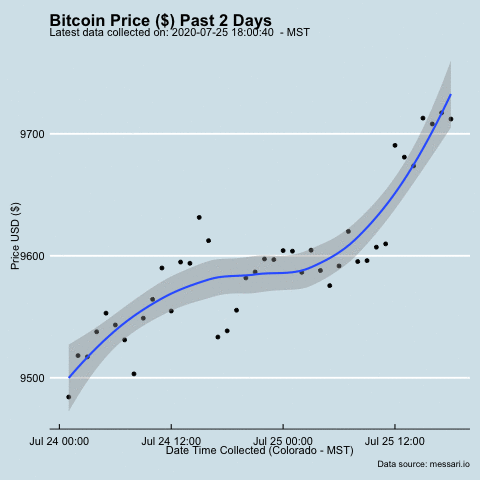 Bitcoin Price ($) Past 2 Days
Latest data collected on: 2020-07-25 18:00:40 - MST
9700
9600
9500
Price USD ($)
Jul 24 00:00 Jul 24 12:00 Jul 25 00:00 Jul 25 12:00
Date Time Collected (Colorado - MST)
Data source: messari.io